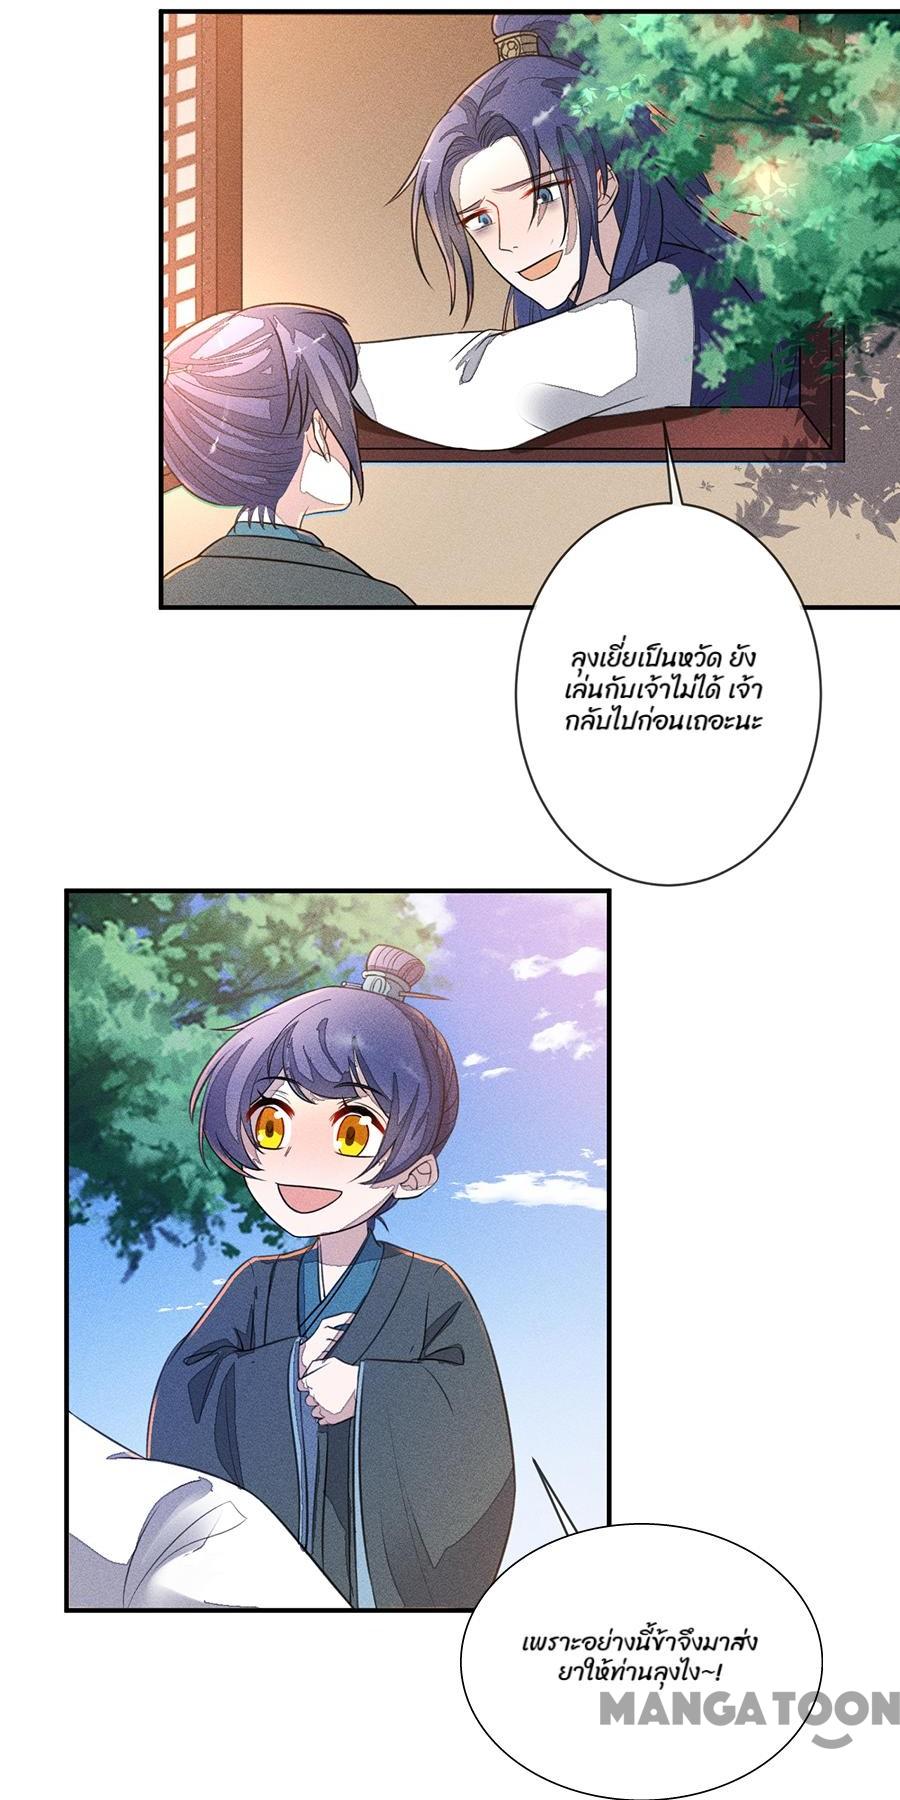 ลุงเยี่ยเป็นหวัด ยัง
เล่นกับเจ้าไม่ได้ เจ้า
กลับไปก่อนเถอะนะ
เพราะอย่างนี้ข้าจึงมาส่ง
ยาให้ท่านลุงไง~!
MANGATOON